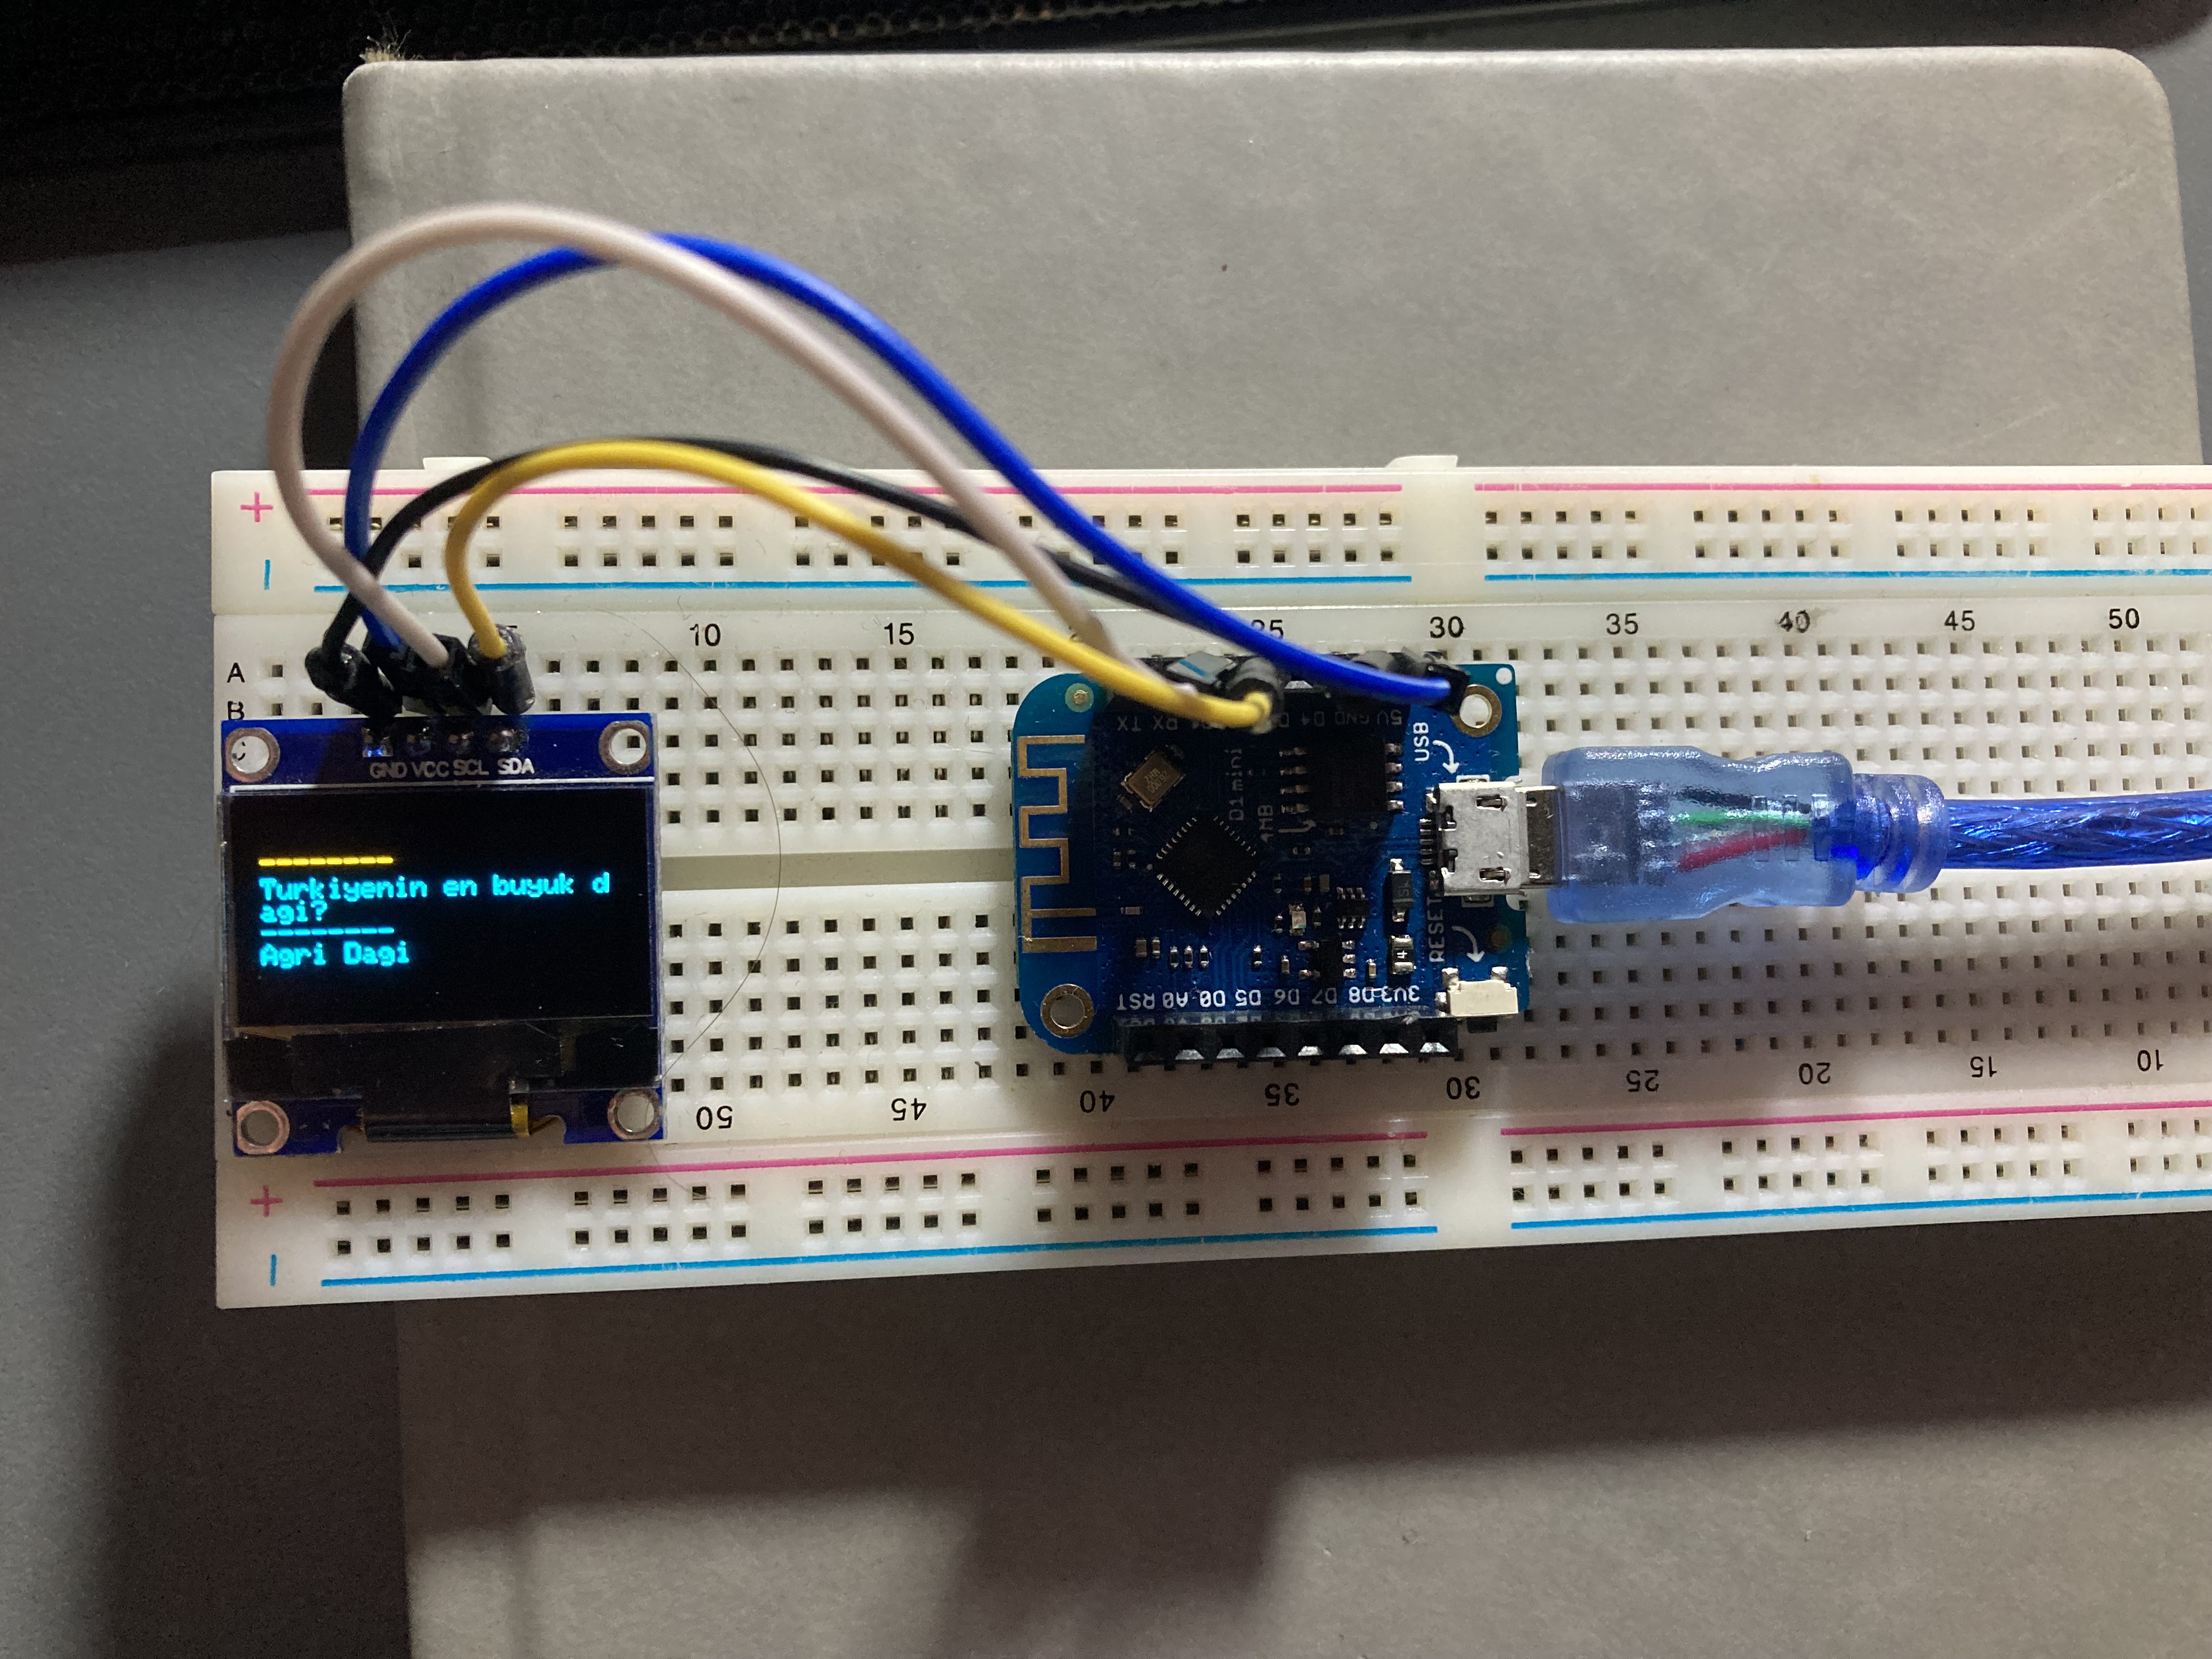 --------
Turkiyenin en buyuk d
agi?
--------
Agri Dagi
GND VCC SCL SDA
B A
50 10
45 15
40
35 25
30 30
25 35
20 40
15 45
10 50
3V3 D8 D7 D6 D5 D0 A0 RST
5V GND D4 RX TX
D1 mini
4MB
RESET
USB